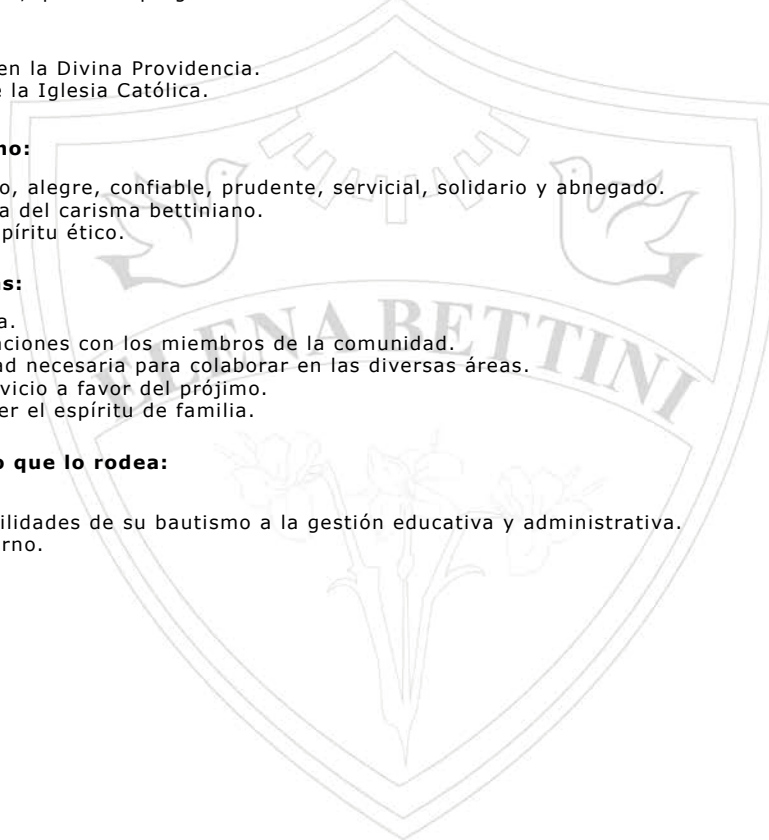 en la Divina Providencia.
la Iglesia Católica.
no:
o, alegre, confiable, prudente, servicial, solidario y abnegado.
a del carisma bettiniano.
píritu ético.
s:
a.
aciones con los miembros de la comunidad.
ad necesaria para colaborar en las diversas áreas.
vicio a favor del prójimo.
er el espíritu de familia.
ELENA BETTINI
o que lo rodea:
ilidades de su bautismo a la gestión educativa y administrativa.
rno.